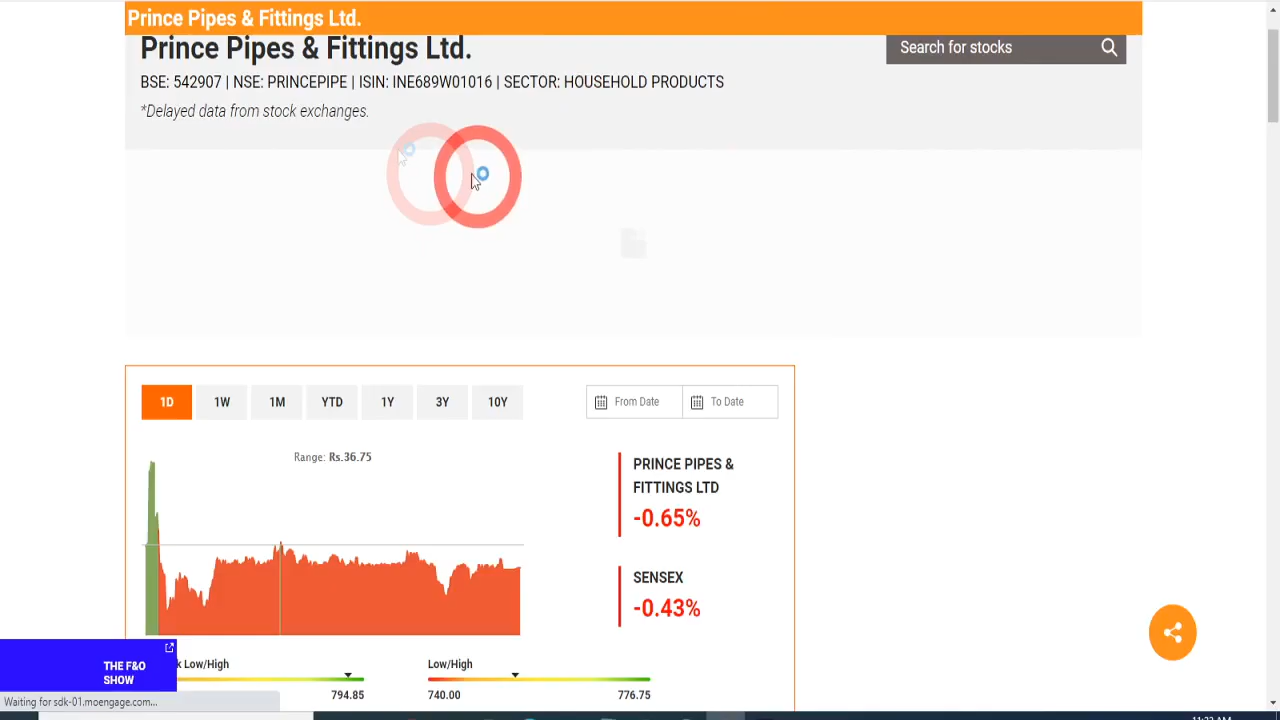 Prince Pipes & Fittings Ltd.
Prince Pipes & Fittings Ltd.
Search for stocks
BSE: 542907 | NSE: PRINCEPIPE | ISIN: INE689W01016 | SECTOR: HOUSEHOLD PRODUCTS
*Delayed data from stock exchanges.
1D 1W 1M YTD 1Y 3Y 10Y
From Date To Date
Range: Rs.36.75
PRINCE PIPES &
FITTINGS LTD
-0.65%
SENSEX
-0.43%
THE F&O
SHOW
Low/High
794.85
Low/High
740.00 776.75
Waiting for sdk-01.moengage.com...